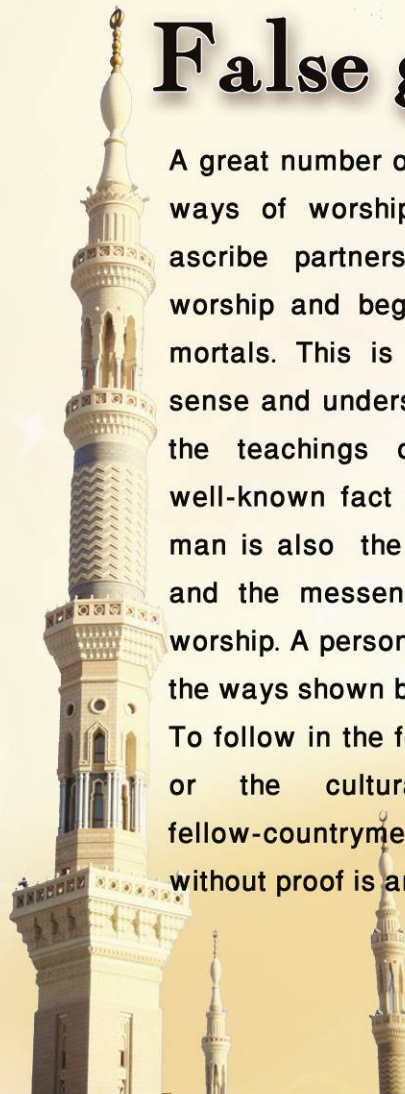 False g
A great number o
ways of worship
ascribe partners
worship and beg
mortals. This is
sense and unders
the teachings
well-known fact
man is also the
and the messen
worship. A person
the ways shown b
To follow in the f
or the cultura
fellow-countryme
without proof is an